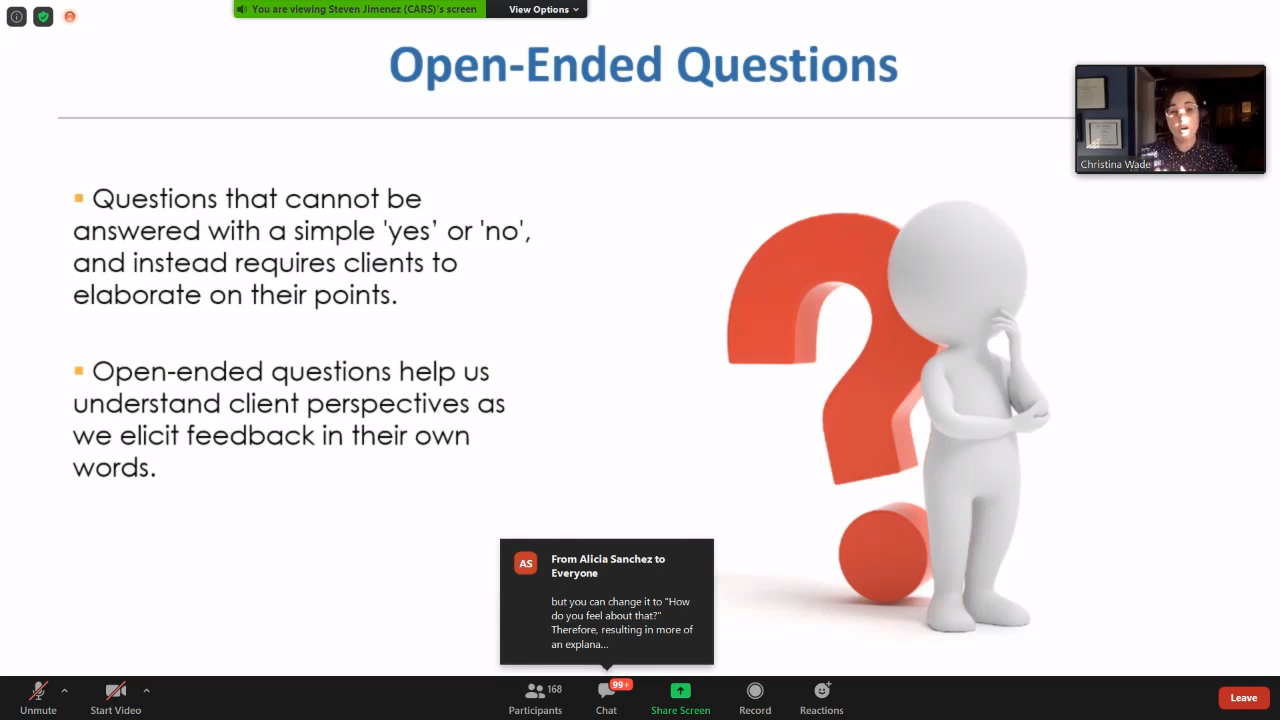 You are viewing Steven Jimenez (CARS)'s screen
View Options
Open-Ended Questions
Christina Wade
▪ Questions that cannot be
answered with a simple 'yes’ or 'no',
and instead requires clients to
elaborate on their points.
▪ Open-ended questions help us
understand client perspectives as
we elicit feedback in their own
words.
AS
From Alicia Sanchez to
Everyone
but you can change it to "How
do you feel about that?"
Therefore, resulting in more of
an explana...
Unmute
Start Video
168
Participants
99+
Chat
Share Screen
Record
Reactions
Leave